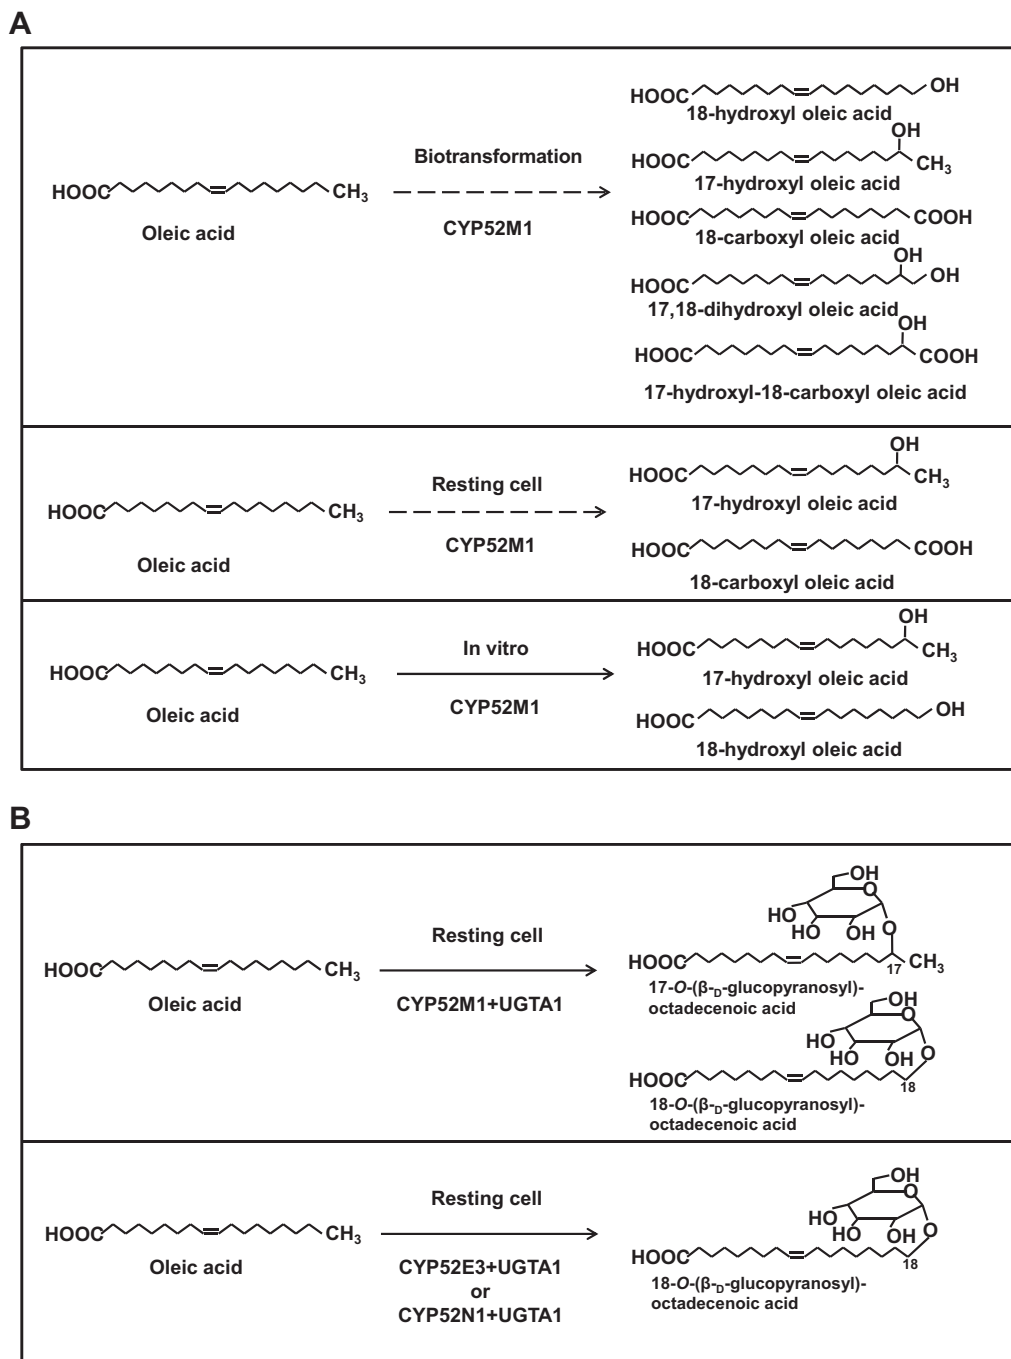 A
HOOC OH
18-hydroxyl oleic acid
OH
HOOC CH3
17-hydroxyl oleic acid
HOOC COOH
18-carboxyl oleic acid
OH
HOOC OH
17,18-dihydroxyl oleic acid
OH
HOOC COOH
17-hydroxyl-18-carboxyl oleic acid
HOOC CH3
Oleic acid
Biotransformation
CYP52M1
OH
HOOC CH3
17-hydroxyl oleic acid
HOOC COOH
18-carboxyl oleic acid
HOOC CH3
Oleic acid
Resting cell
CYP52M1
OH
HOOC CH3
17-hydroxyl oleic acid
HOOC OH
18-hydroxyl oleic acid
HOOC CH3
Oleic acid
In vitro
CYP52M1
B
HOOC CH3
Oleic acid
Resting cell
CYP52M1+UGTA1
OH
O
HO
HO OH O
HOOC 17 CH3
17-O-(β-D-glucopyranosyl)-
octadecenoic acid
OH
O
HO
HO OH O
HOOC 18
18-O-(β-D-glucopyranosyl)-
octadecenoic acid
HOOC CH3
Oleic acid
Resting cell
CYP52E3+UGTA1
or
CYP52N1+UGTA1
OH
O
HO
HO OH O
HOOC 18
18-O-(β-D-glucopyranosyl)-
octadecenoic acid